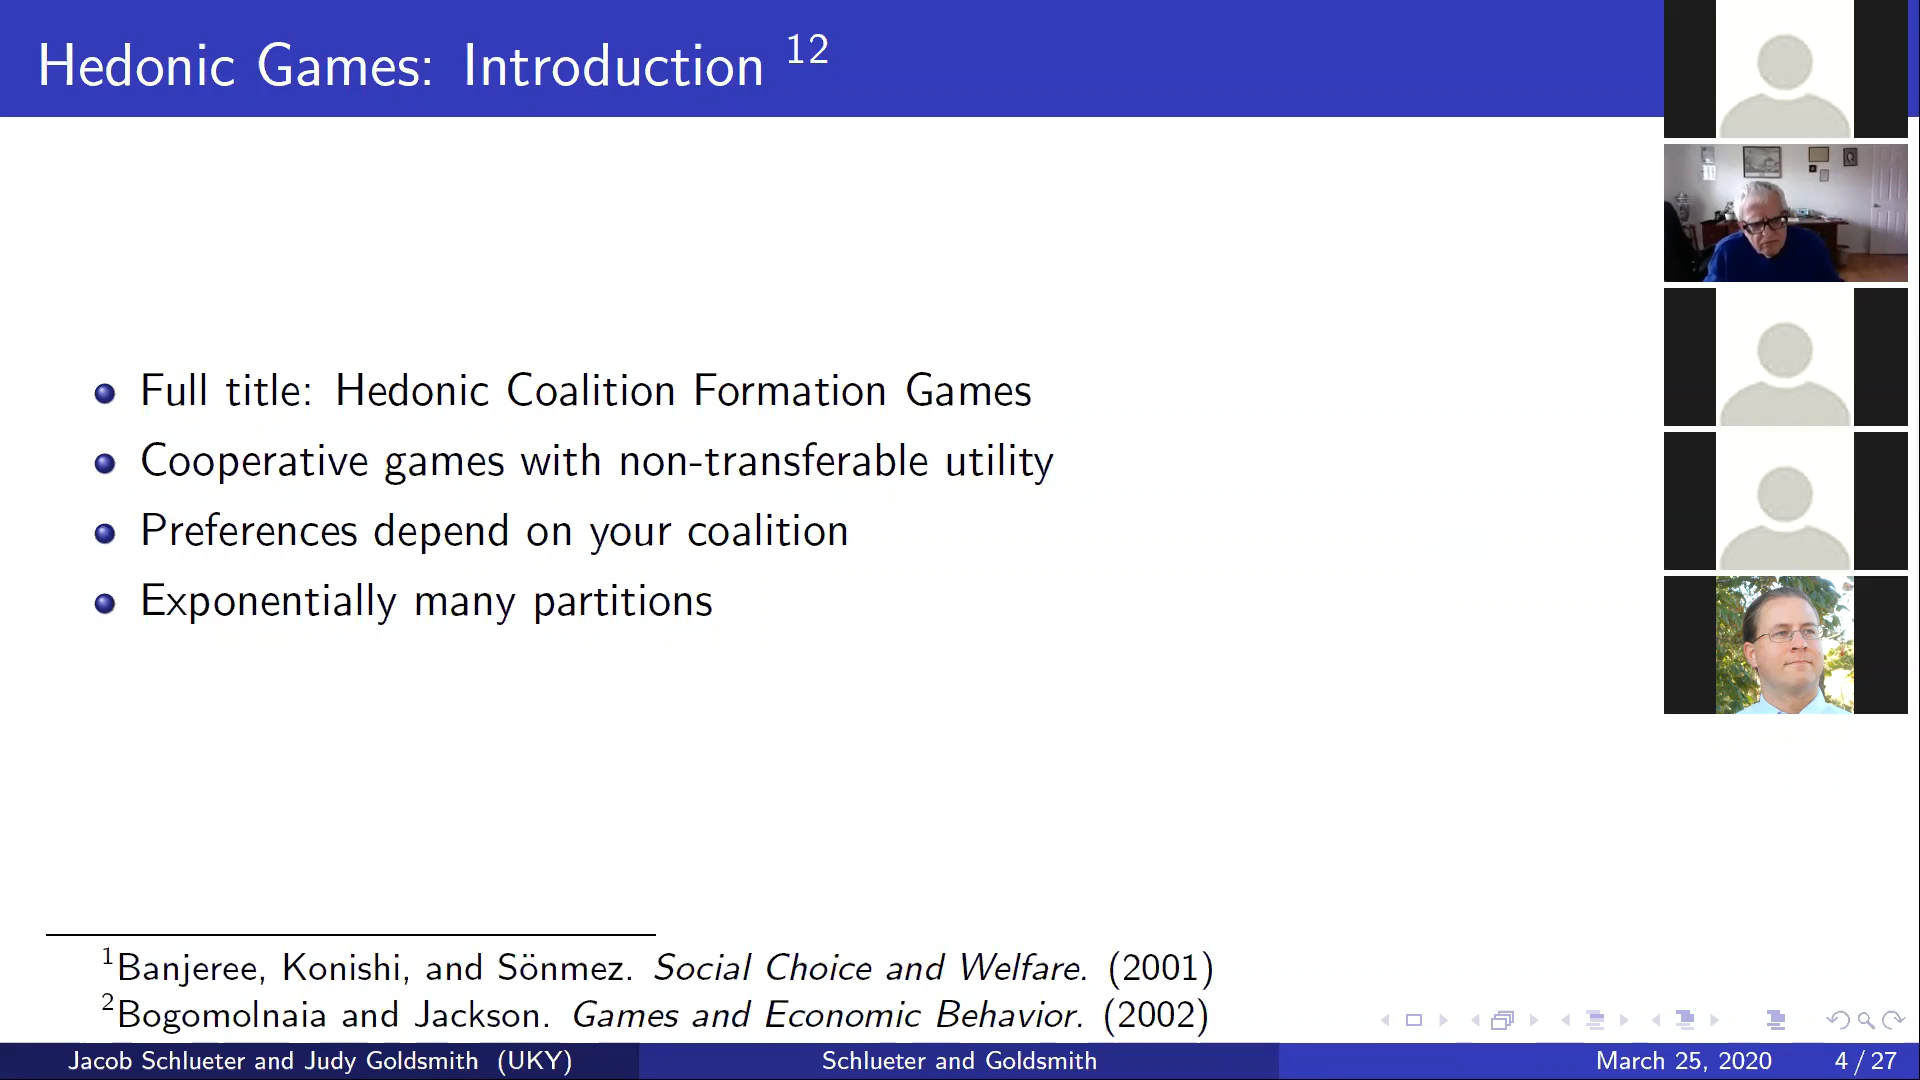 Hedonic Games: Introduction 12
Full title: Hedonic Coalition Formation Games
Cooperative games with non-transferable utility
Preferences depend on your coalition
Exponentially many partitions
1Banjeree, Konishi, and Sönmez. Social Choice and Welfare. (2001)
2Bogomolnaia and Jackson. Games and Economic Behavior. (2002)
Jacob Schlueter and Judy Goldsmith (UKY) Schlueter and Goldsmith March 25, 2020 4 / 27